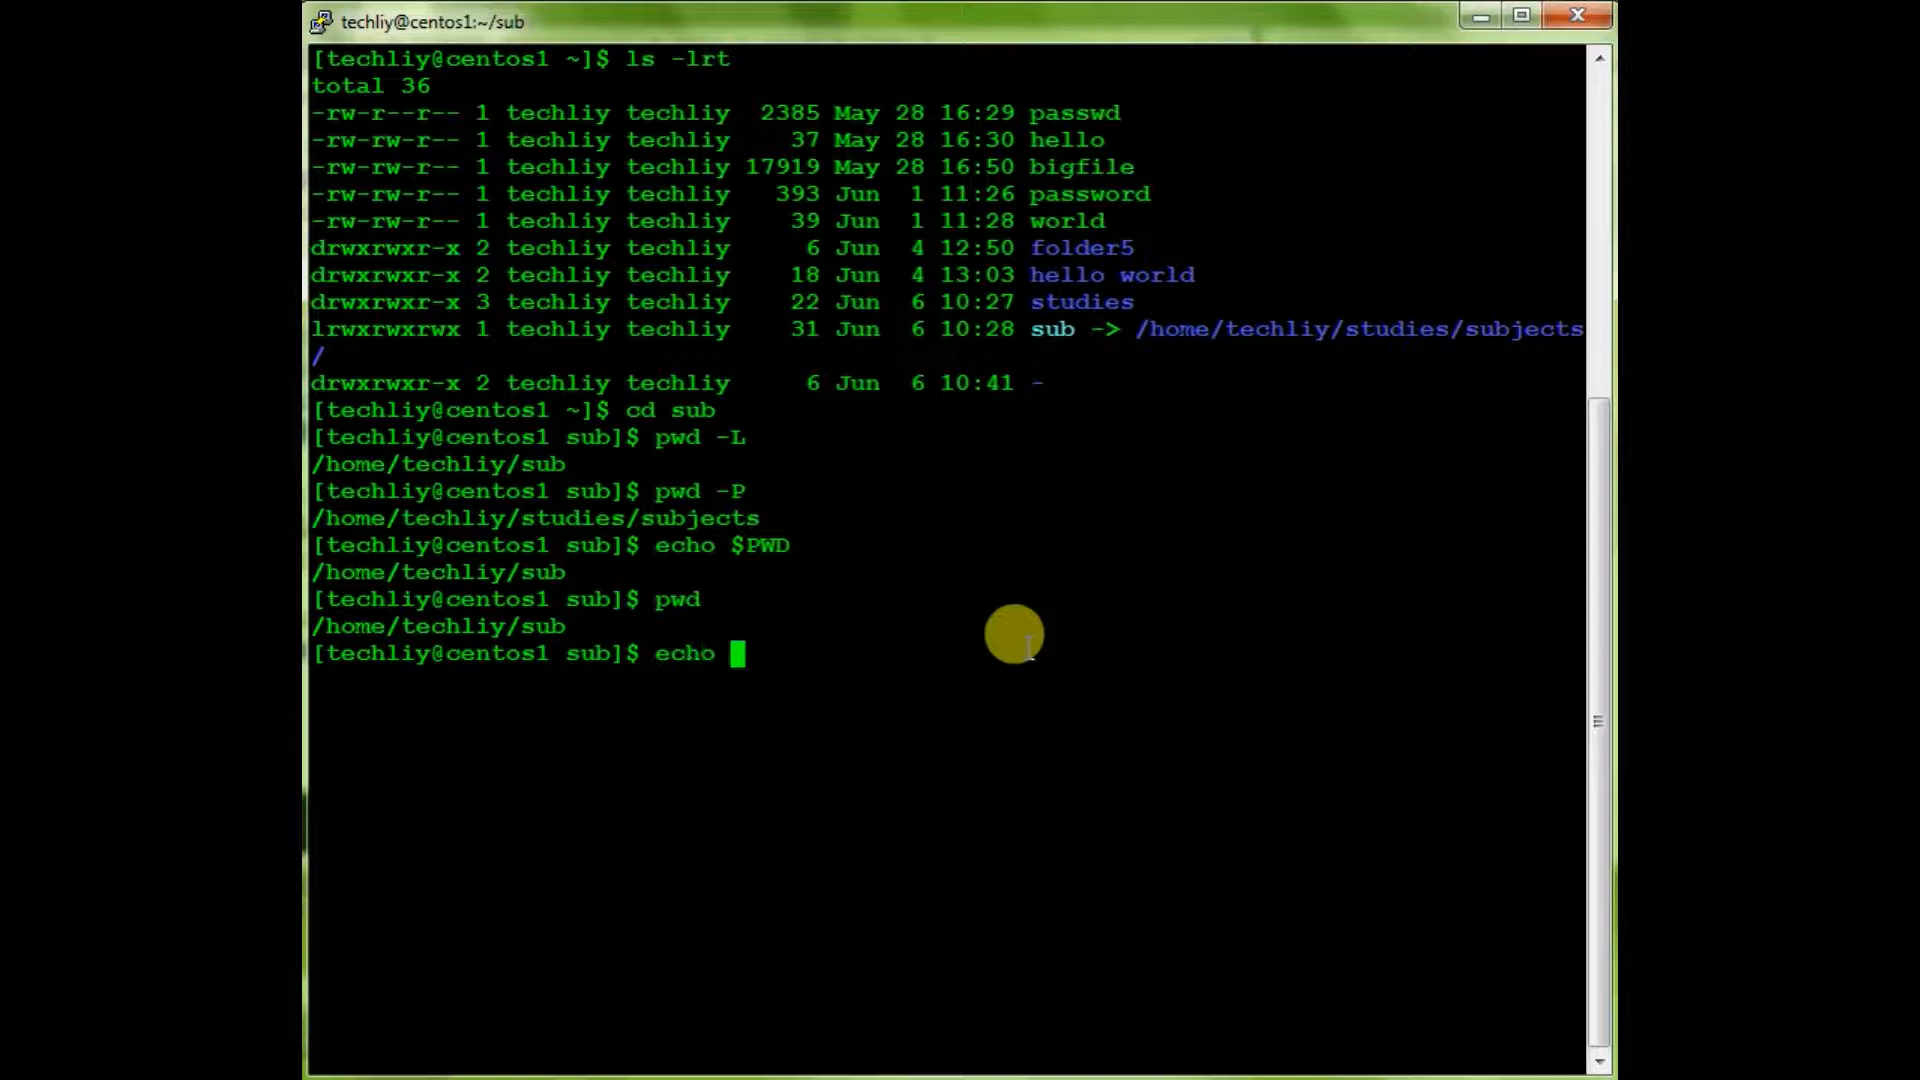 techliy@centos1:~/sub
[techliy@centos1 ~]$ ls -lrt
total 36
-rw-r--r-- 1 techliy techliy  2385 May 28 16:29 passwd
-rw-rw-r-- 1 techliy techliy    37 May 28 16:30 hello
-rw-rw-r-- 1 techliy techliy 17919 May 28 16:50 bigfile
-rw-rw-r-- 1 techliy techliy   393 Jun  1 11:26 password
-rw-rw-r-- 1 techliy techliy    39 Jun  1 11:28 world
drwxrwxr-x 2 techliy techliy     6 Jun  4 12:50 folder5
drwxrwxr-x 2 techliy techliy    18 Jun  4 13:03 hello world
drwxrwxr-x 3 techliy techliy    22 Jun  6 10:27 studies
lrwxrwxrwx 1 techliy techliy    31 Jun  6 10:28 sub -> /home/techliy/studies/subjects
/
drwxrwxr-x 2 techliy techliy     6 Jun  6 10:41 -
[techliy@centos1 ~]$ cd sub
[techliy@centos1 sub]$ pwd -L
/home/techliy/sub
[techliy@centos1 sub]$ pwd -P
/home/techliy/studies/subjects
[techliy@centos1 sub]$ echo $PWD
/home/techliy/sub
[techliy@centos1 sub]$ pwd
/home/techliy/sub
[techliy@centos1 sub]$ echo